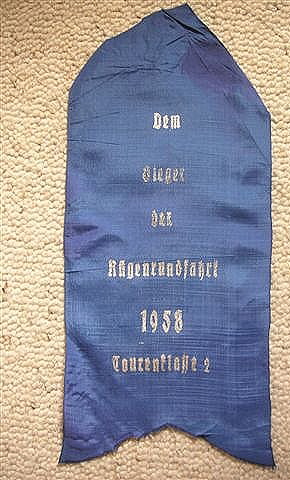 Dem
Sieger
der
Rügenrundfahrt
1958
Tourenklasse 2